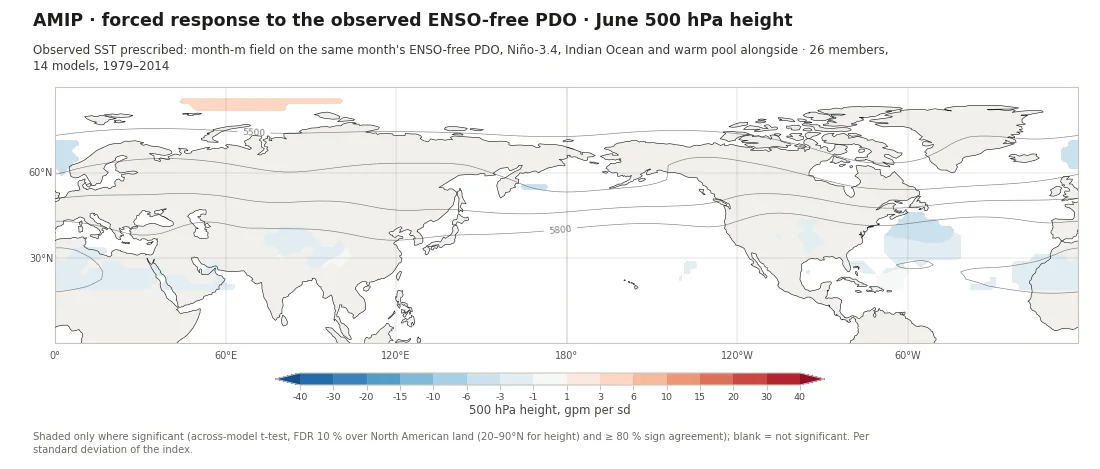 AMIP · forced response to the observed ENSO-free PDO · June 500 hPa height
Observed SST prescribed: month-m field on the same month's ENSO-free PDO, Niño-3.4, Indian Ocean and warm pool alongside · 26 members,
14 models, 1979–2014
5500
60°N
5800
30°N
0° 60°E 120°E 180° 120°W 60°W
-40 -30 -20 -15 -10 -6 -3 -1 1 3 6 10 15 20 30 40
500 hPa height, gpm per sd
Shaded only where significant (across-model t-test, FDR 10 % over North American land (20–90°N for height) and ≥ 80 % sign agreement); blank = not significant. Per
standard deviation of the index.